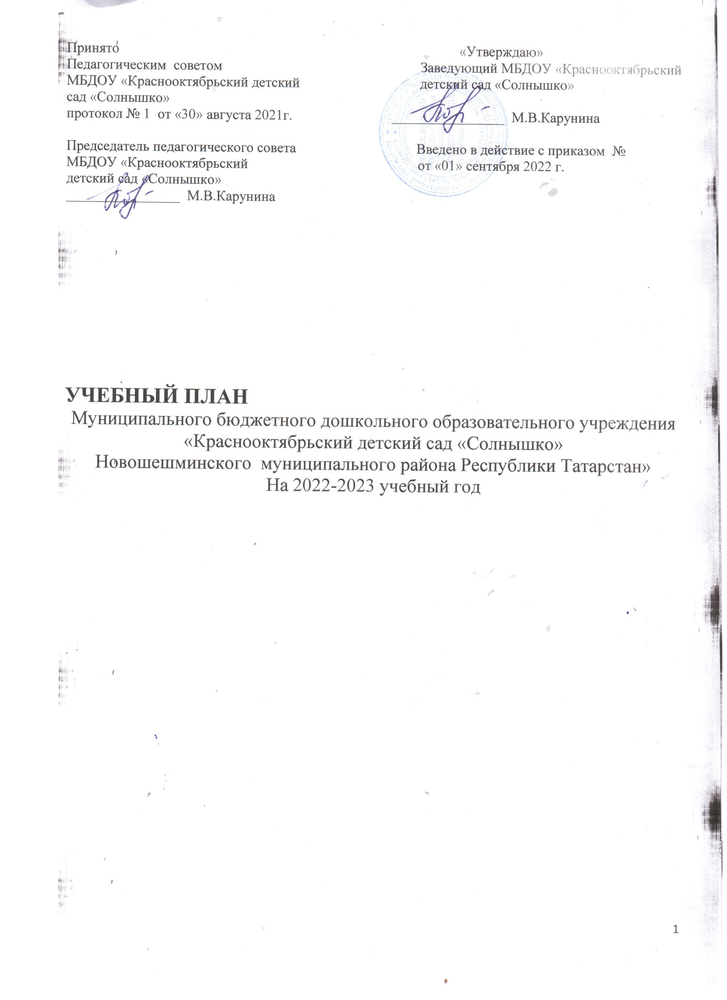 Принято
Педагогическим советом
МБДОУ «Краснооктябрьский детский
сад «Солнышко»
протокол № 1 от «30» августа 2021г.
Председатель педагогического совета
МБДОУ «Краснооктябрьский
детский сад «Солнышко»
М.В.Карунина
«Утверждаю»
Заведующий МБДОУ «Краснооктябрьский
детский сад «Солнышко»
М.В.Карунина
Введено в действие с приказом №
от «01» сентября 2022 г.
УЧЕБНЫЙ ПЛАН
Муниципального бюджетного дошкольного образовательного учреждения
«Краснооктябрьский детский сад «Солнышко»
Новошешминского муниципального района Республики Татарстан»
На 2022-2023 учебный год
1